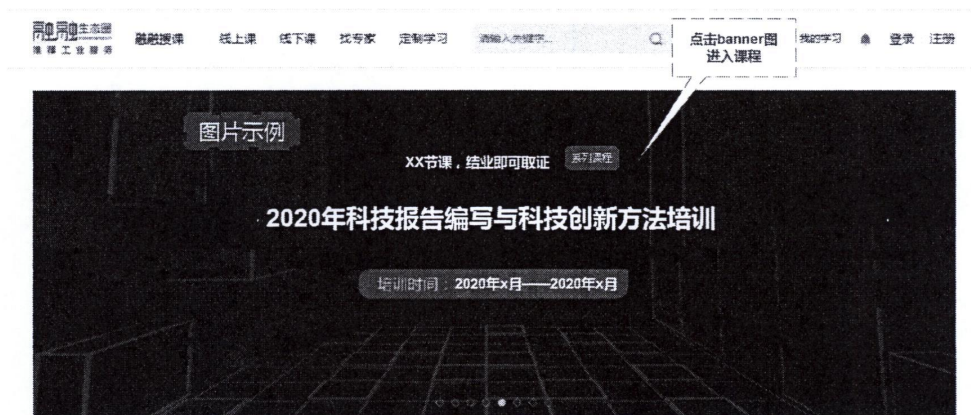 融融生态圈
推荐工业服务
融融授课 线上课 线下课 找专家 定制学习 请输入关键字... 我的学习 登录 注册
点击banner图
进入课程
图片示例
XX节课，结业即可取证 系列课程
2020年科技报告编写与科技创新方法培训
培训时间：2020年x月——2020年x月